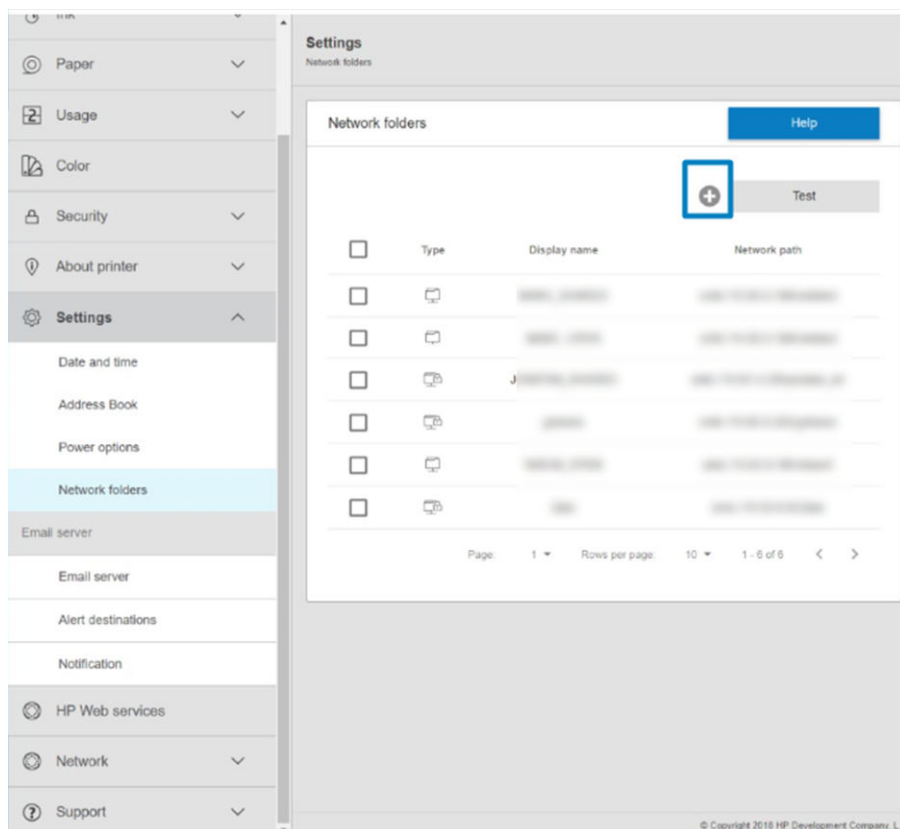 Ink
Paper
Usage
Color
Security
About printer
Settings
Date and time
Address Book
Power options
Network folders
Email server
Email server
Alert destinations
Notification
HP Web services
Network
Support
Settings
Network folders
Network folders
Help
Test
Type Display name Network path
J
Page: 1 Rows per page: 10 1 - 6 of 6
© Copyright 2018 HP Development Company, L